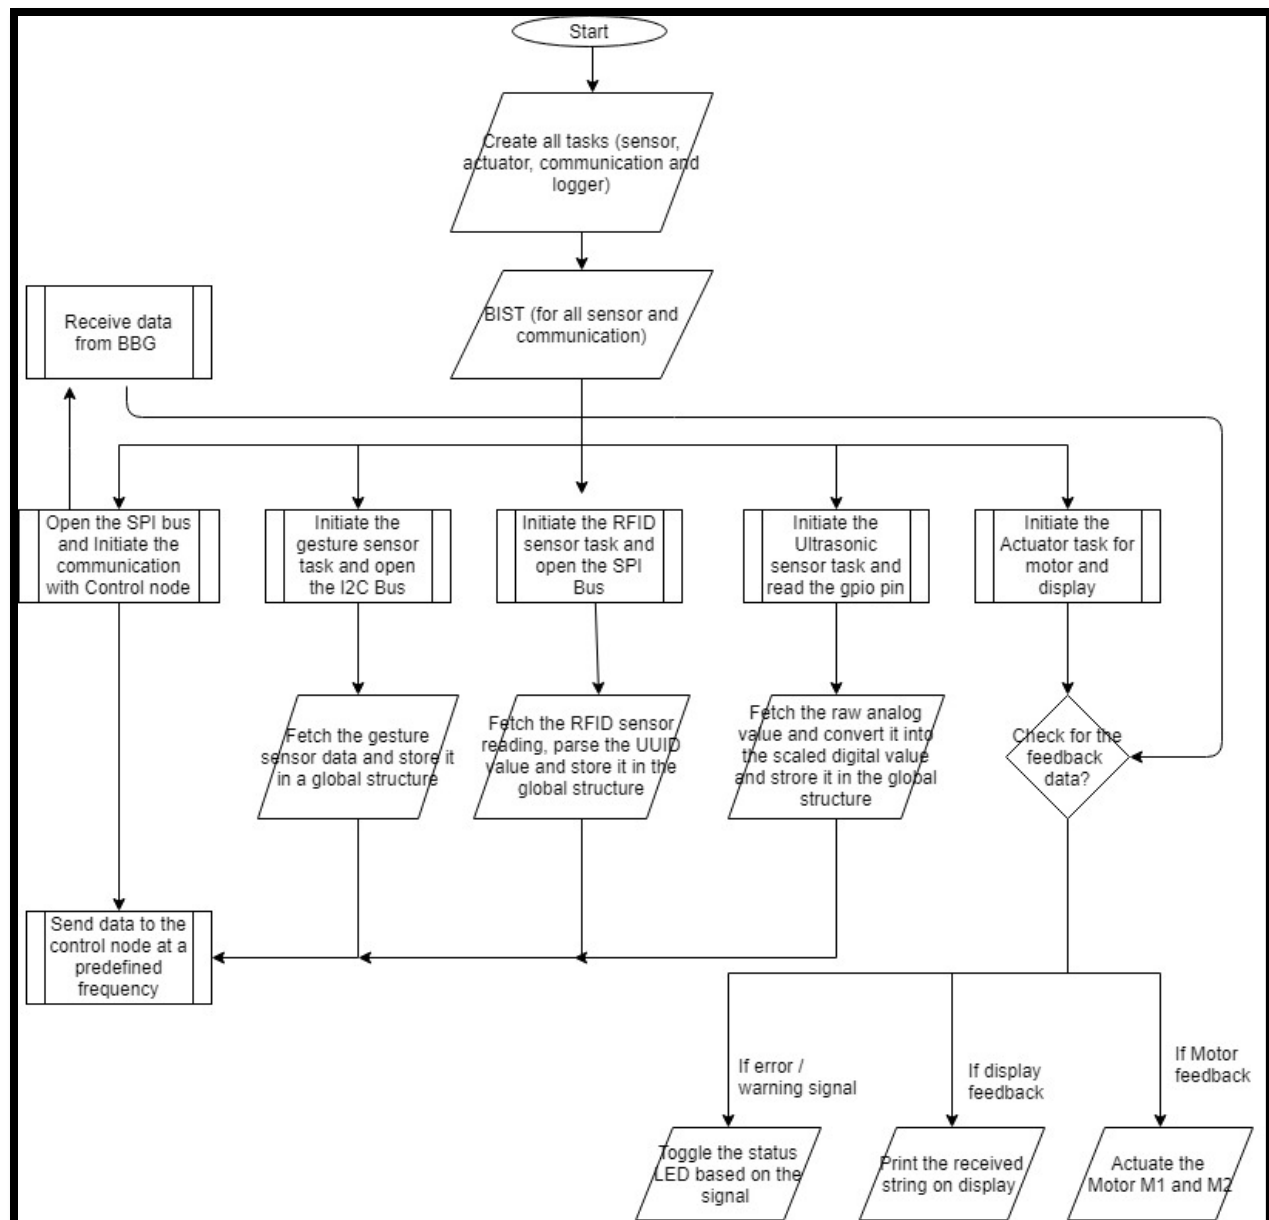 Start
Create all tasks (sensor,
actuator, communication and
logger)
BIST (for all sensor and
communication)
Receive data
from BBG
Open the SPI bus
and Initiate the
communication
with Control node
Initiate the
gesture sensor
task and open
the I2C Bus
Initiate the RFID
sensor task and
open the SPI
Bus
Initiate the
Ultrasonic
sensor task and
read the gpio pin
Initiate the
Actuator task for
motor and
display
Fetch the gesture
sensor data and store it
in a global structure
Fetch the RFID sensor
reading, parse the UUID
value and store it in the
global structure
Fetch the raw analog
value and convert it into
the scaled digital value
and strore it in the global
structure
Check for the
feedback
data?
Send data to the
control node at a
predefined
frequency
If error /
warning signal
If display
feedback
If Motor
feedback
Toggle the status
LED based on the
signal
Print the received
string on display
Actuate the
Motor M1 and M2